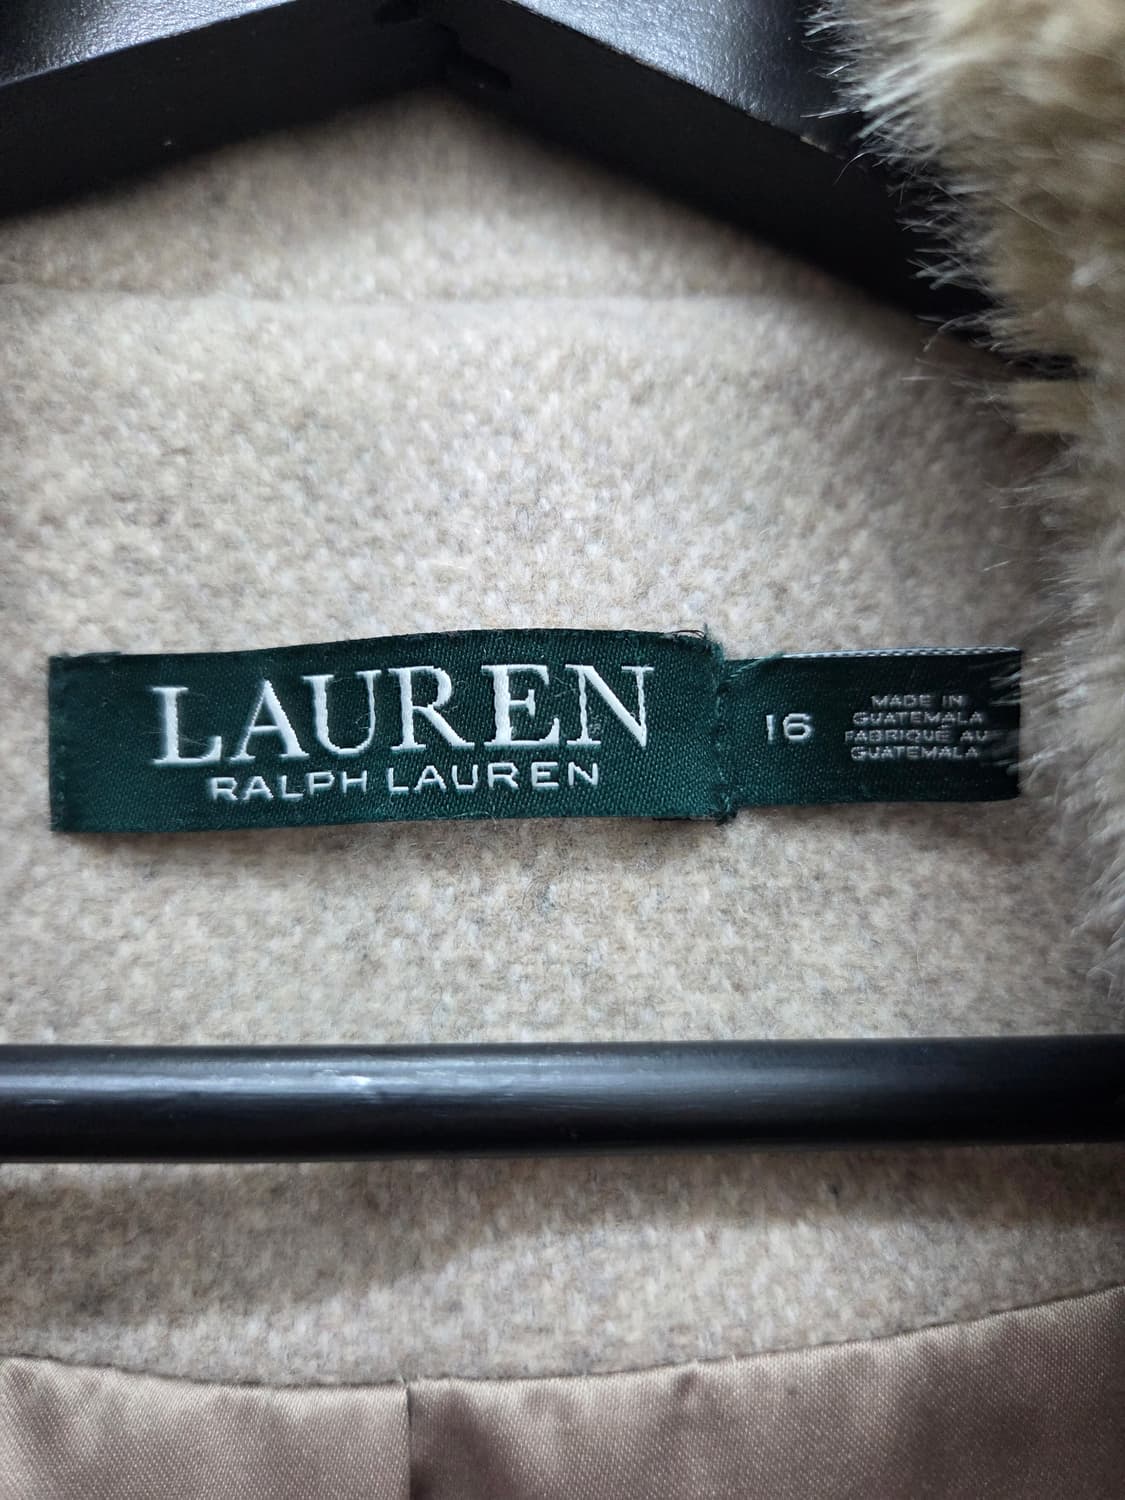 LAUREN
RALPH LAUREN
16
MADE IN
GUATEMALA
FABRIQUÉ AU
GUATEMALA